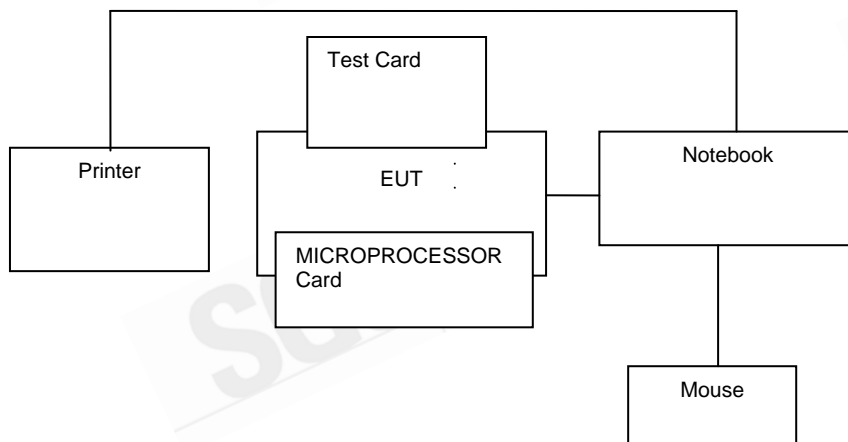 Test Card
Printer
EUT
Notebook
MICROPROCESSOR
Card
Mouse